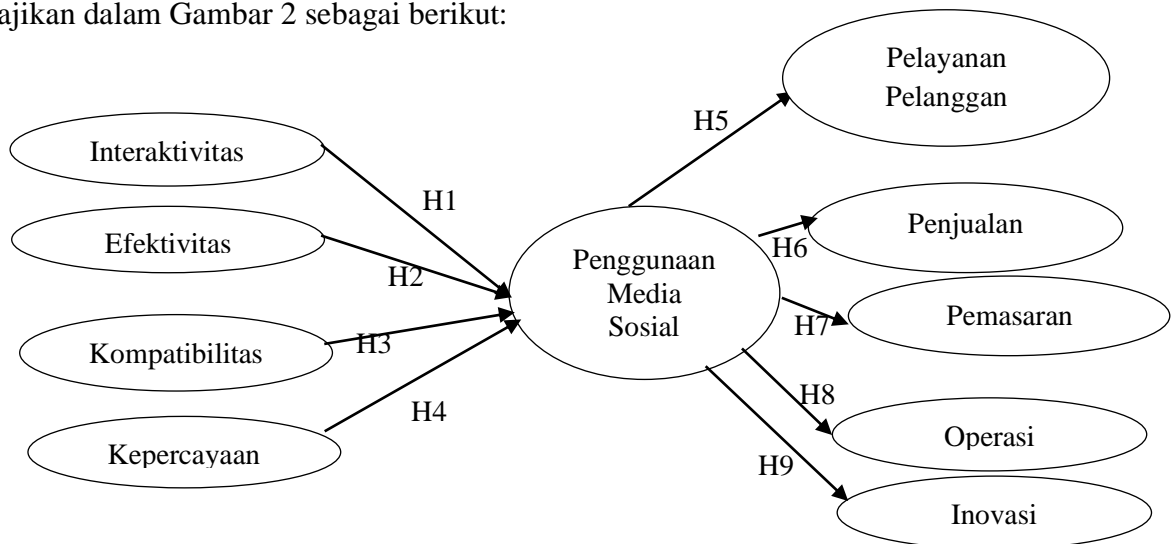 ajikan dalam Gambar 2 sebagai berikut:
Interaktivitas
Efektivitas
Kompatibilitas
Kepercayaan
H1
H2
H3
H4
Penggunaan
Media
Sosial
H5
H6
H7
H8
H9
Pelayanan
Pelanggan
Penjualan
Pemasaran
Operasi
Inovasi